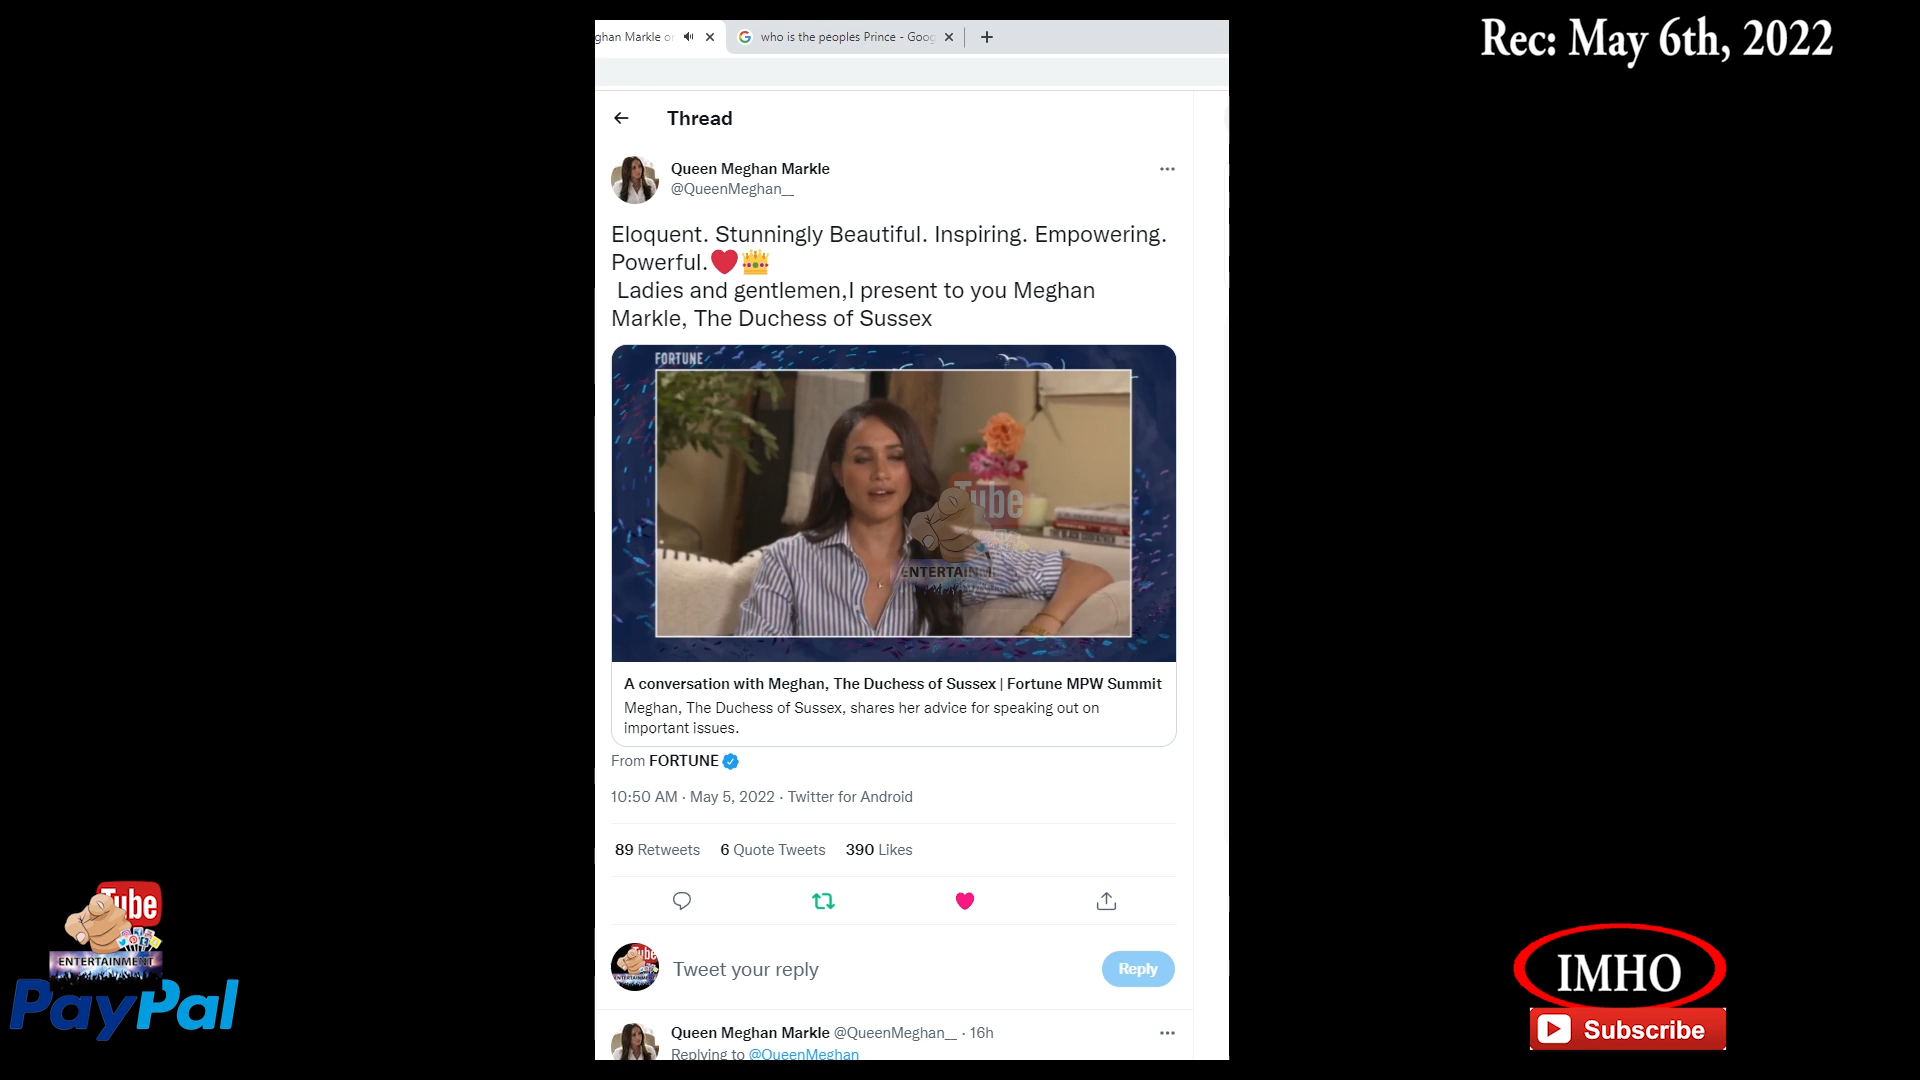 Rec: May 6th, 2022
ghan Markle o
who is the peoples Prince - Goog
Thread
Queen Meghan Markle
@QueenMeghan__
Eloquent. Stunningly Beautiful. Inspiring. Empowering.
Powerful.❤👑
Ladies and gentlemen,I present to you Meghan
Markle, The Duchess of Sussex
FORTUNE
Tube
ENTERTAINM
A conversation with Meghan, The Duchess of Sussex | Fortune MPW Summit
Meghan, The Duchess of Sussex, shares her advice for speaking out on
important issues.
From FORTUNE
10:50 AM · May 5, 2022 · Twitter for Android
89 Retweets 6 Quote Tweets 390 Likes
Tweet your reply
Reply
Queen Meghan Markle @QueenMeghan__ · 16h
Replying to @QueenMeghan
Tube
ENTERTAINMENT
PayPal
IMHO
Subscribe